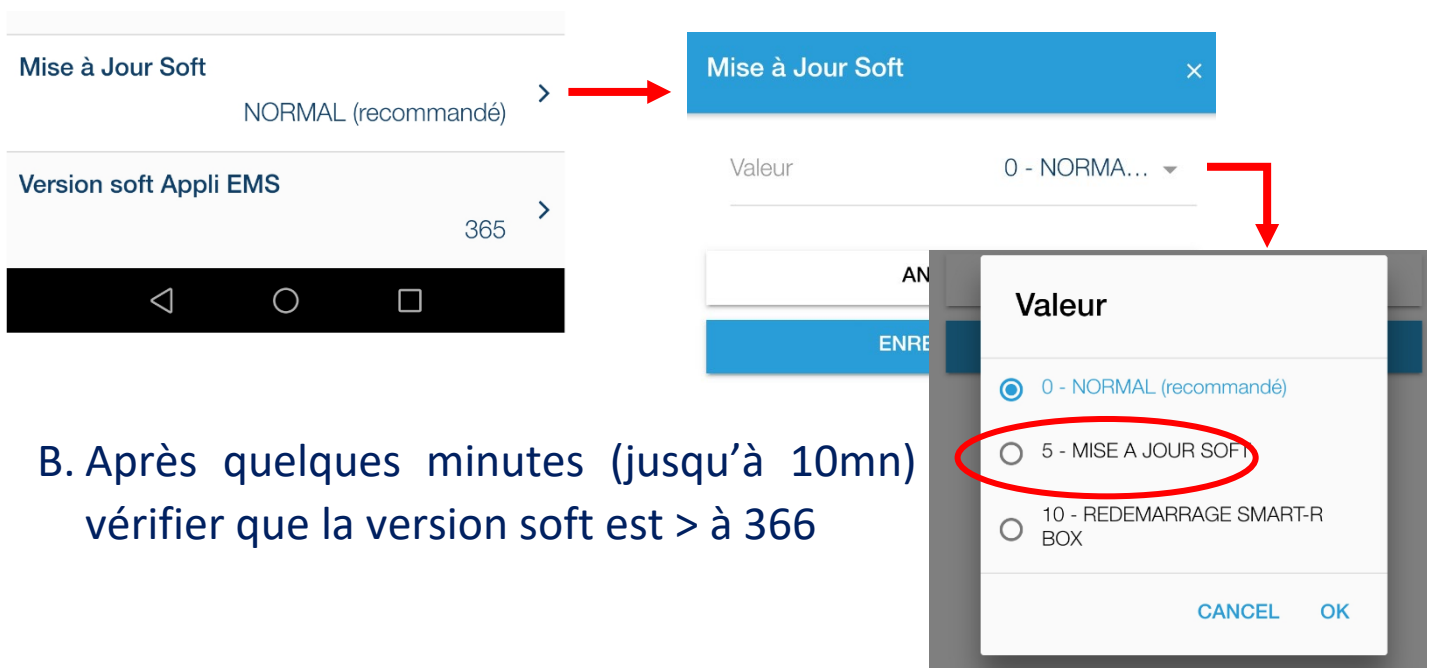 Mise à Jour Soft
NORMAL (recommandé)
Version soft Appli EMS
365
Mise à Jour Soft ×
Valeur 0 - NORMA...
AN
ENRE
Valeur
0 - NORMAL (recommandé)
5 - MISE A JOUR SOFT
10 - REDEMARRAGE SMART-R
BOX
CANCEL OK
B. Après quelques minutes (jusqu’à 10mn)
vérifier que la version soft est > à 366